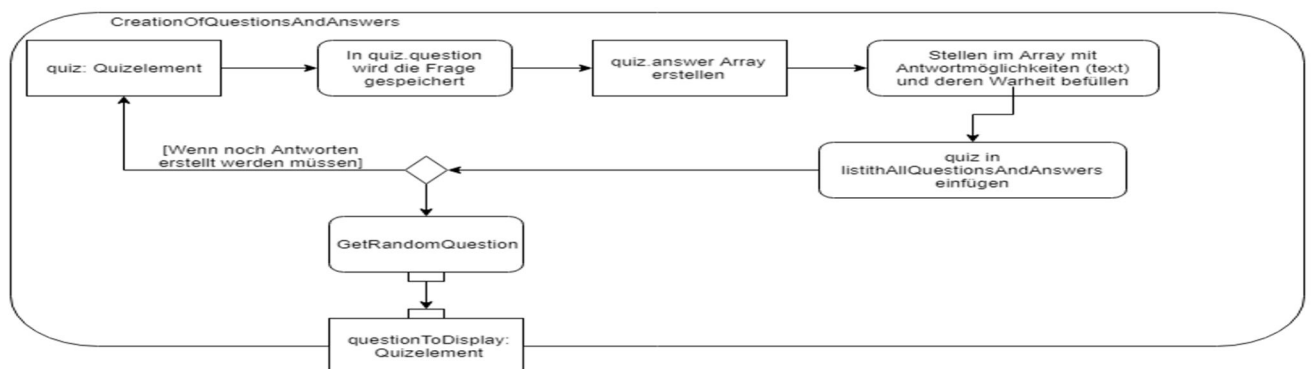 CreationOfQuestionsAndAnswers
quiz: Quizelement
In quiz.question
wird die Frage
gespeichert
quiz.answer Array
erstellen
Stellen im Array mit
Antwortmöglichkeiten (text)
und deren Warheit befüllen
quiz in
listithAllQuestionsAndAnswers
einfügen
[Wenn noch Antworten
erstellt werden müssen]
GetRandomQuestion
questionToDisplay:
Quizelement